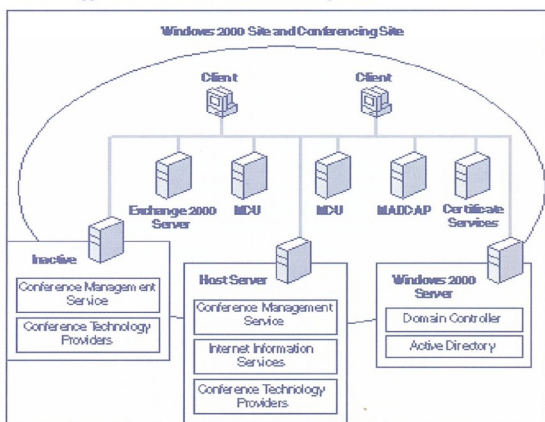 Windows 2000 Site and Conferencing Site
Client
Client
Exchange 2000
Server
MCU
MCU
MADCAP
Certificate
Services
Inactive
Conference Management
Service
Conference Technology
Providers
Host Server
Conference Management
Service
Internet Information
Services
Conference Technology
Providers
Windows 2000
Server
Domain Controller
Active Directory